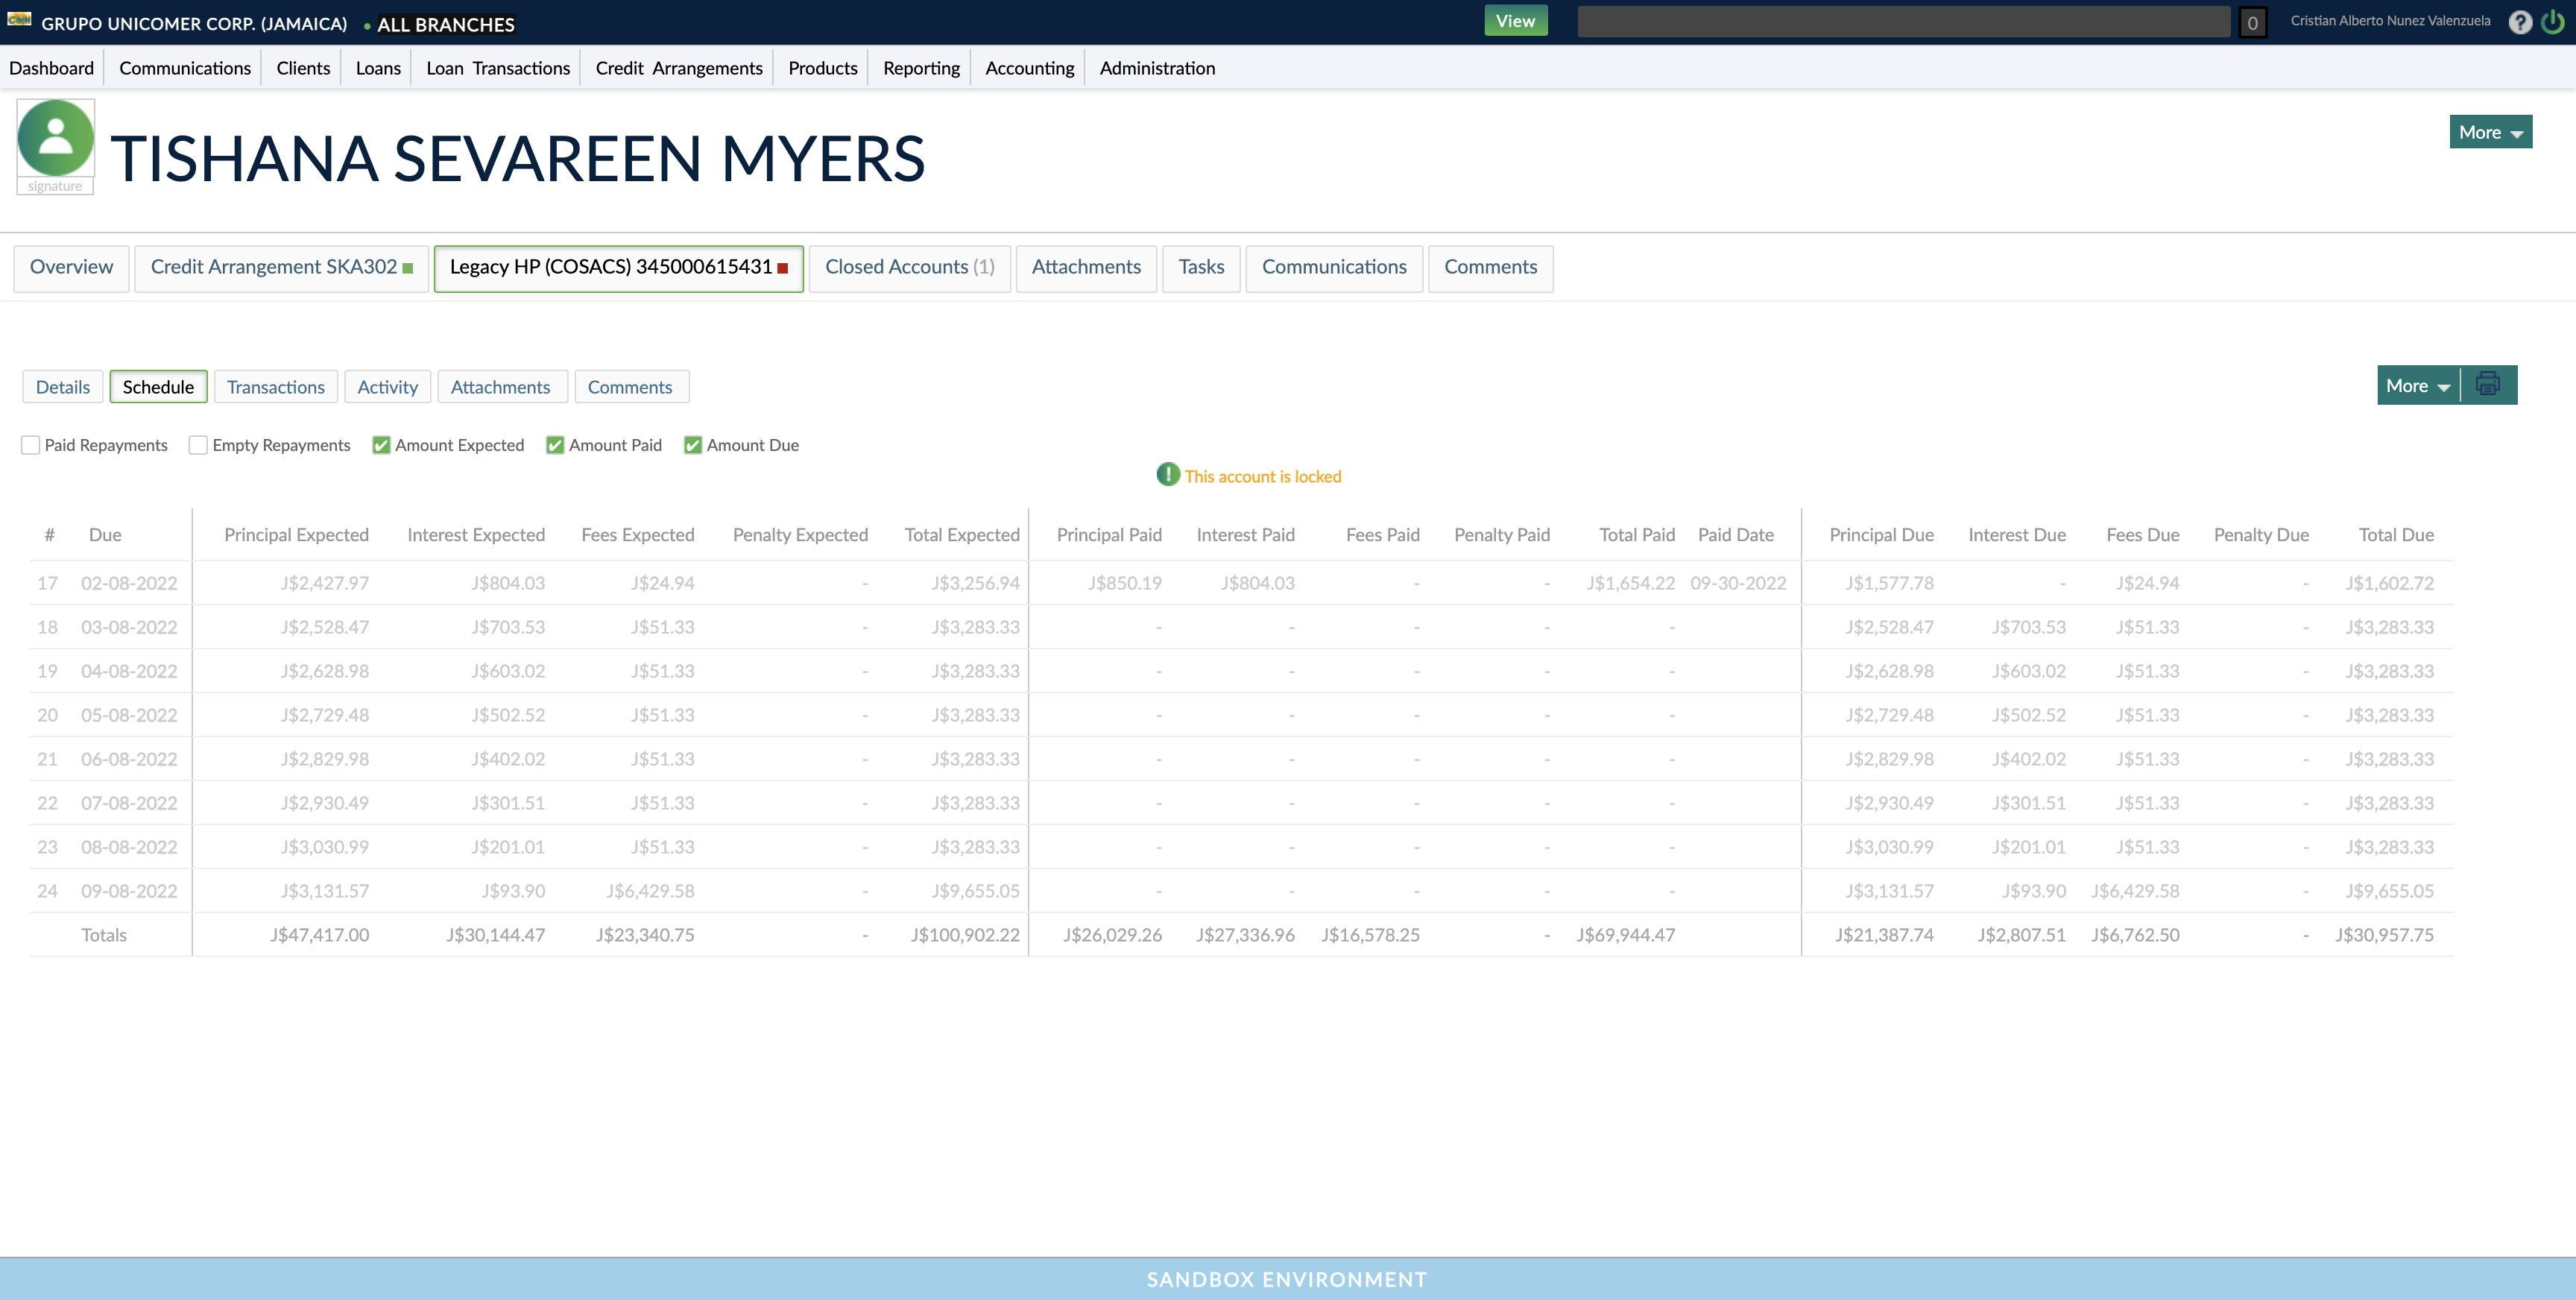 GRUPO UNICOMER CORP. (JAMAICA) • ALL BRANCHES View 0 Cristian Alberto Nunez Valenzuela ?
Dashboard Communications Clients Loans Loan Transactions Credit Arrangements Products Reporting Accounting Administration
signature
TISHANA SEVAREEN MYERS
More
Overview Credit Arrangement SKA302 Legacy HP (COSACS) 345000615431 Closed Accounts (1) Attachments Tasks Communications Comments
Details Schedule Transactions Activity Attachments Comments More
Paid Repayments Empty Repayments Amount Expected Amount Paid Amount Due
This account is locked
# Due Principal Expected Interest Expected Fees Expected Penalty Expected Total Expected Principal Paid Interest Paid Fees Paid Penalty Paid Total Paid Paid Date Principal Due Interest Due Fees Due Penalty Due Total Due
17 02-08-2022 J$2,427.97 J$804.03 J$24.94 - J$3,256.94 J$850.19 J$804.03 - - J$1,654.22 09-30-2022 J$1,577.78 - J$24.94 - J$1,602.72
18 03-08-2022 J$2,528.47 J$703.53 J$51.33 - J$3,283.33 - - - - - J$2,528.47 J$703.53 J$51.33 - J$3,283.33
19 04-08-2022 J$2,628.98 J$603.02 J$51.33 - J$3,283.33 - - - - - J$2,628.98 J$603.02 J$51.33 - J$3,283.33
20 05-08-2022 J$2,729.48 J$502.52 J$51.33 - J$3,283.33 - - - - - J$2,729.48 J$502.52 J$51.33 - J$3,283.33
21 06-08-2022 J$2,829.98 J$402.02 J$51.33 - J$3,283.33 - - - - - J$2,829.98 J$402.02 J$51.33 - J$3,283.33
22 07-08-2022 J$2,930.49 J$301.51 J$51.33 - J$3,283.33 - - - - - J$2,930.49 J$301.51 J$51.33 - J$3,283.33
23 08-08-2022 J$3,030.99 J$201.01 J$51.33 - J$3,283.33 - - - - - J$3,030.99 J$201.01 J$51.33 - J$3,283.33
24 09-08-2022 J$3,131.57 J$93.90 J$6,429.58 - J$9,655.05 - - - - - J$3,131.57 J$93.90 J$6,429.58 - J$9,655.05
Totals J$47,417.00 J$30,144.47 J$23,340.75 - J$100,902.22 J$26,029.26 J$27,336.96 J$16,578.25 - J$69,944.47 J$21,387.74 J$2,807.51 J$6,762.50 - J$30,957.75
SANDBOX ENVIRONMENT